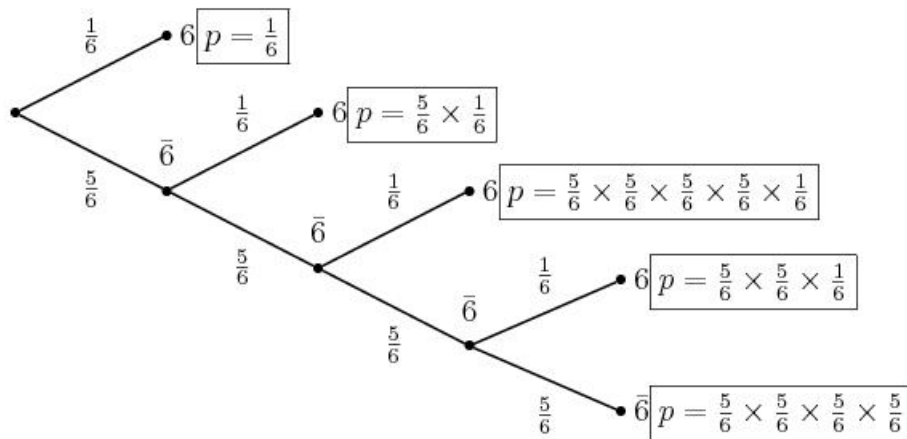 1/6 6 p = 1/6
1/6 6 p = 5/6 × 1/6
5/6 6̄
1/6 6 p = 5/6 × 5/6 × 5/6 × 5/6 × 1/6
5/6 6̄
1/6 6 p = 5/6 × 5/6 × 1/6
5/6 6̄
5/6 6̄ p = 5/6 × 5/6 × 5/6 × 5/6